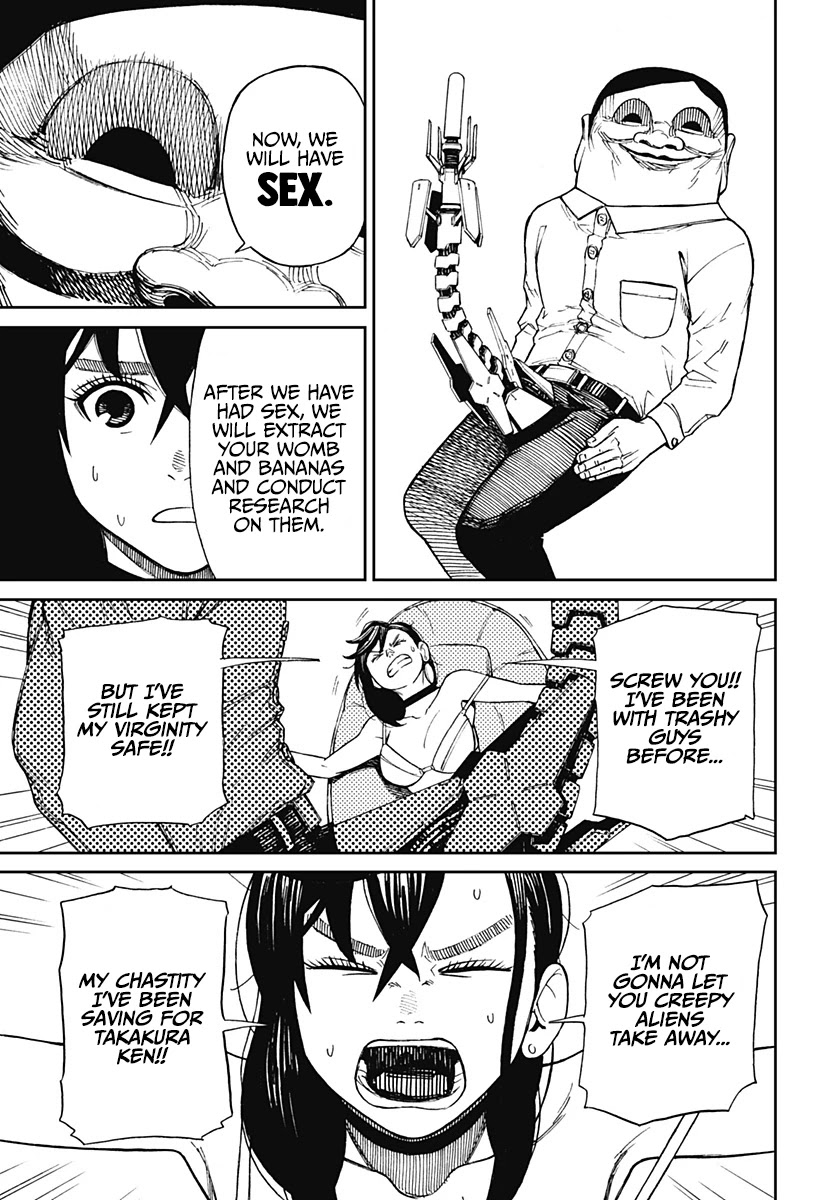 NOW, WE
WILL HAVE
SEX.
AFTER WE HAVE
HAD SEX, WE
WILL EXTRACT
YOUR WOMB
AND BANANAS
AND CONDUCT
RESEARCH
ON THEM.
SCREW YOU!!
I'VE BEEN
WITH TRASHY
GUYS
BEFORE...
BUT I'VE
STILL KEPT
MY VIRGINITY
SAFE!!
I'M NOT
GONNA LET
YOU CREEPY
ALIENS
TAKE AWAY...
MY CHASTITY
I'VE BEEN
SAVING FOR
TAKAKURA
KEN!!